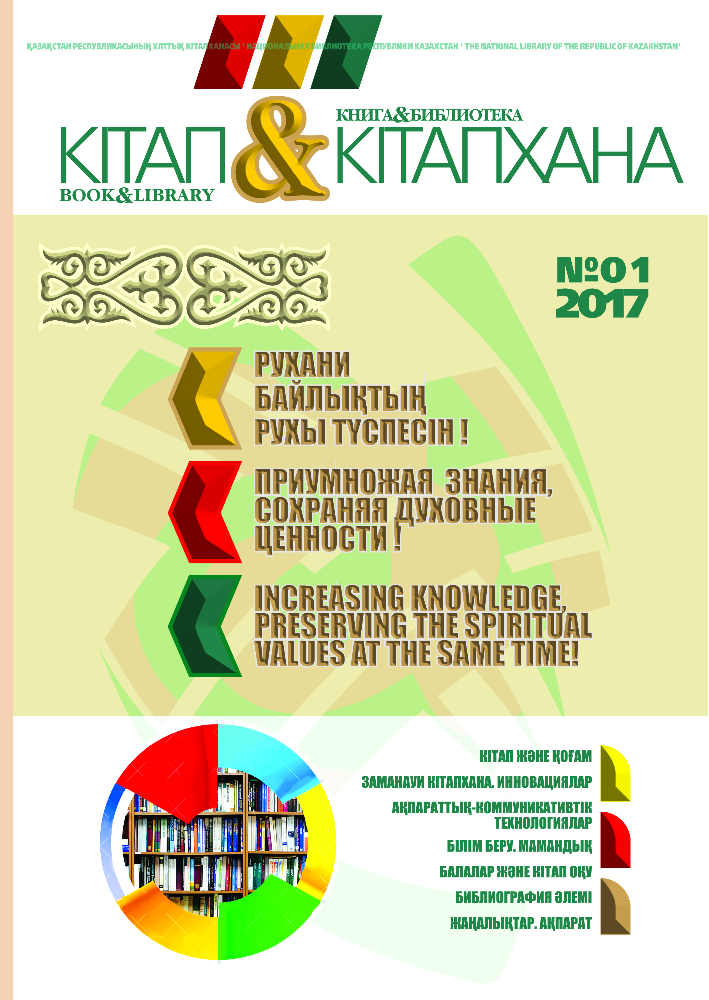 ҚАЗАҚСТАН РЕСПУБЛИКАСЫНЫҢ ҰЛТТЫҚ КІТАПХАНАСЫ * НАЦИОНАЛЬНАЯ БИБЛИОТЕКА РЕСПУБЛИКИ КАЗАХСТАН * THE NATIONAL LIBRARY OF THE REPUBLIC OF KAZAKHSTAN*
КНИГА&БИБЛИОТЕКА
КІТАП & КІТАПХАНА
BOOK&LIBRARY
№01
2017
РУХАНИ
БАЙЛЫҚТЫҢ
РУХЫ ТҮСПЕСІН !
ПРИУМНОЖАЯ ЗНАНИЯ,
СОХРАНЯЯ ДУХОВНЫЕ
ЦЕННОСТИ !
INCREASING KNOWLEDGE,
PRESERVING THE SPIRITUAL
VALUES AT THE SAME TIME!
КІТАП ЖӘНЕ ҚОҒАМ
ЗАМАНАУИ КІТАПХАНА. ИННОВАЦИЯЛАР
АҚПАРАТТЫҚ-КОММУНИКАТИВТІК
ТЕХНОЛОГИЯЛАР
БІЛІМ БЕРУ. МАМАНДЫҚ
БАЛАЛАР ЖӘНЕ КІТАП ОҚУ
БИБЛИОГРАФИЯ ӘЛЕМІ
ЖАҢАЛЫҚТАР. АҚПАРАТ